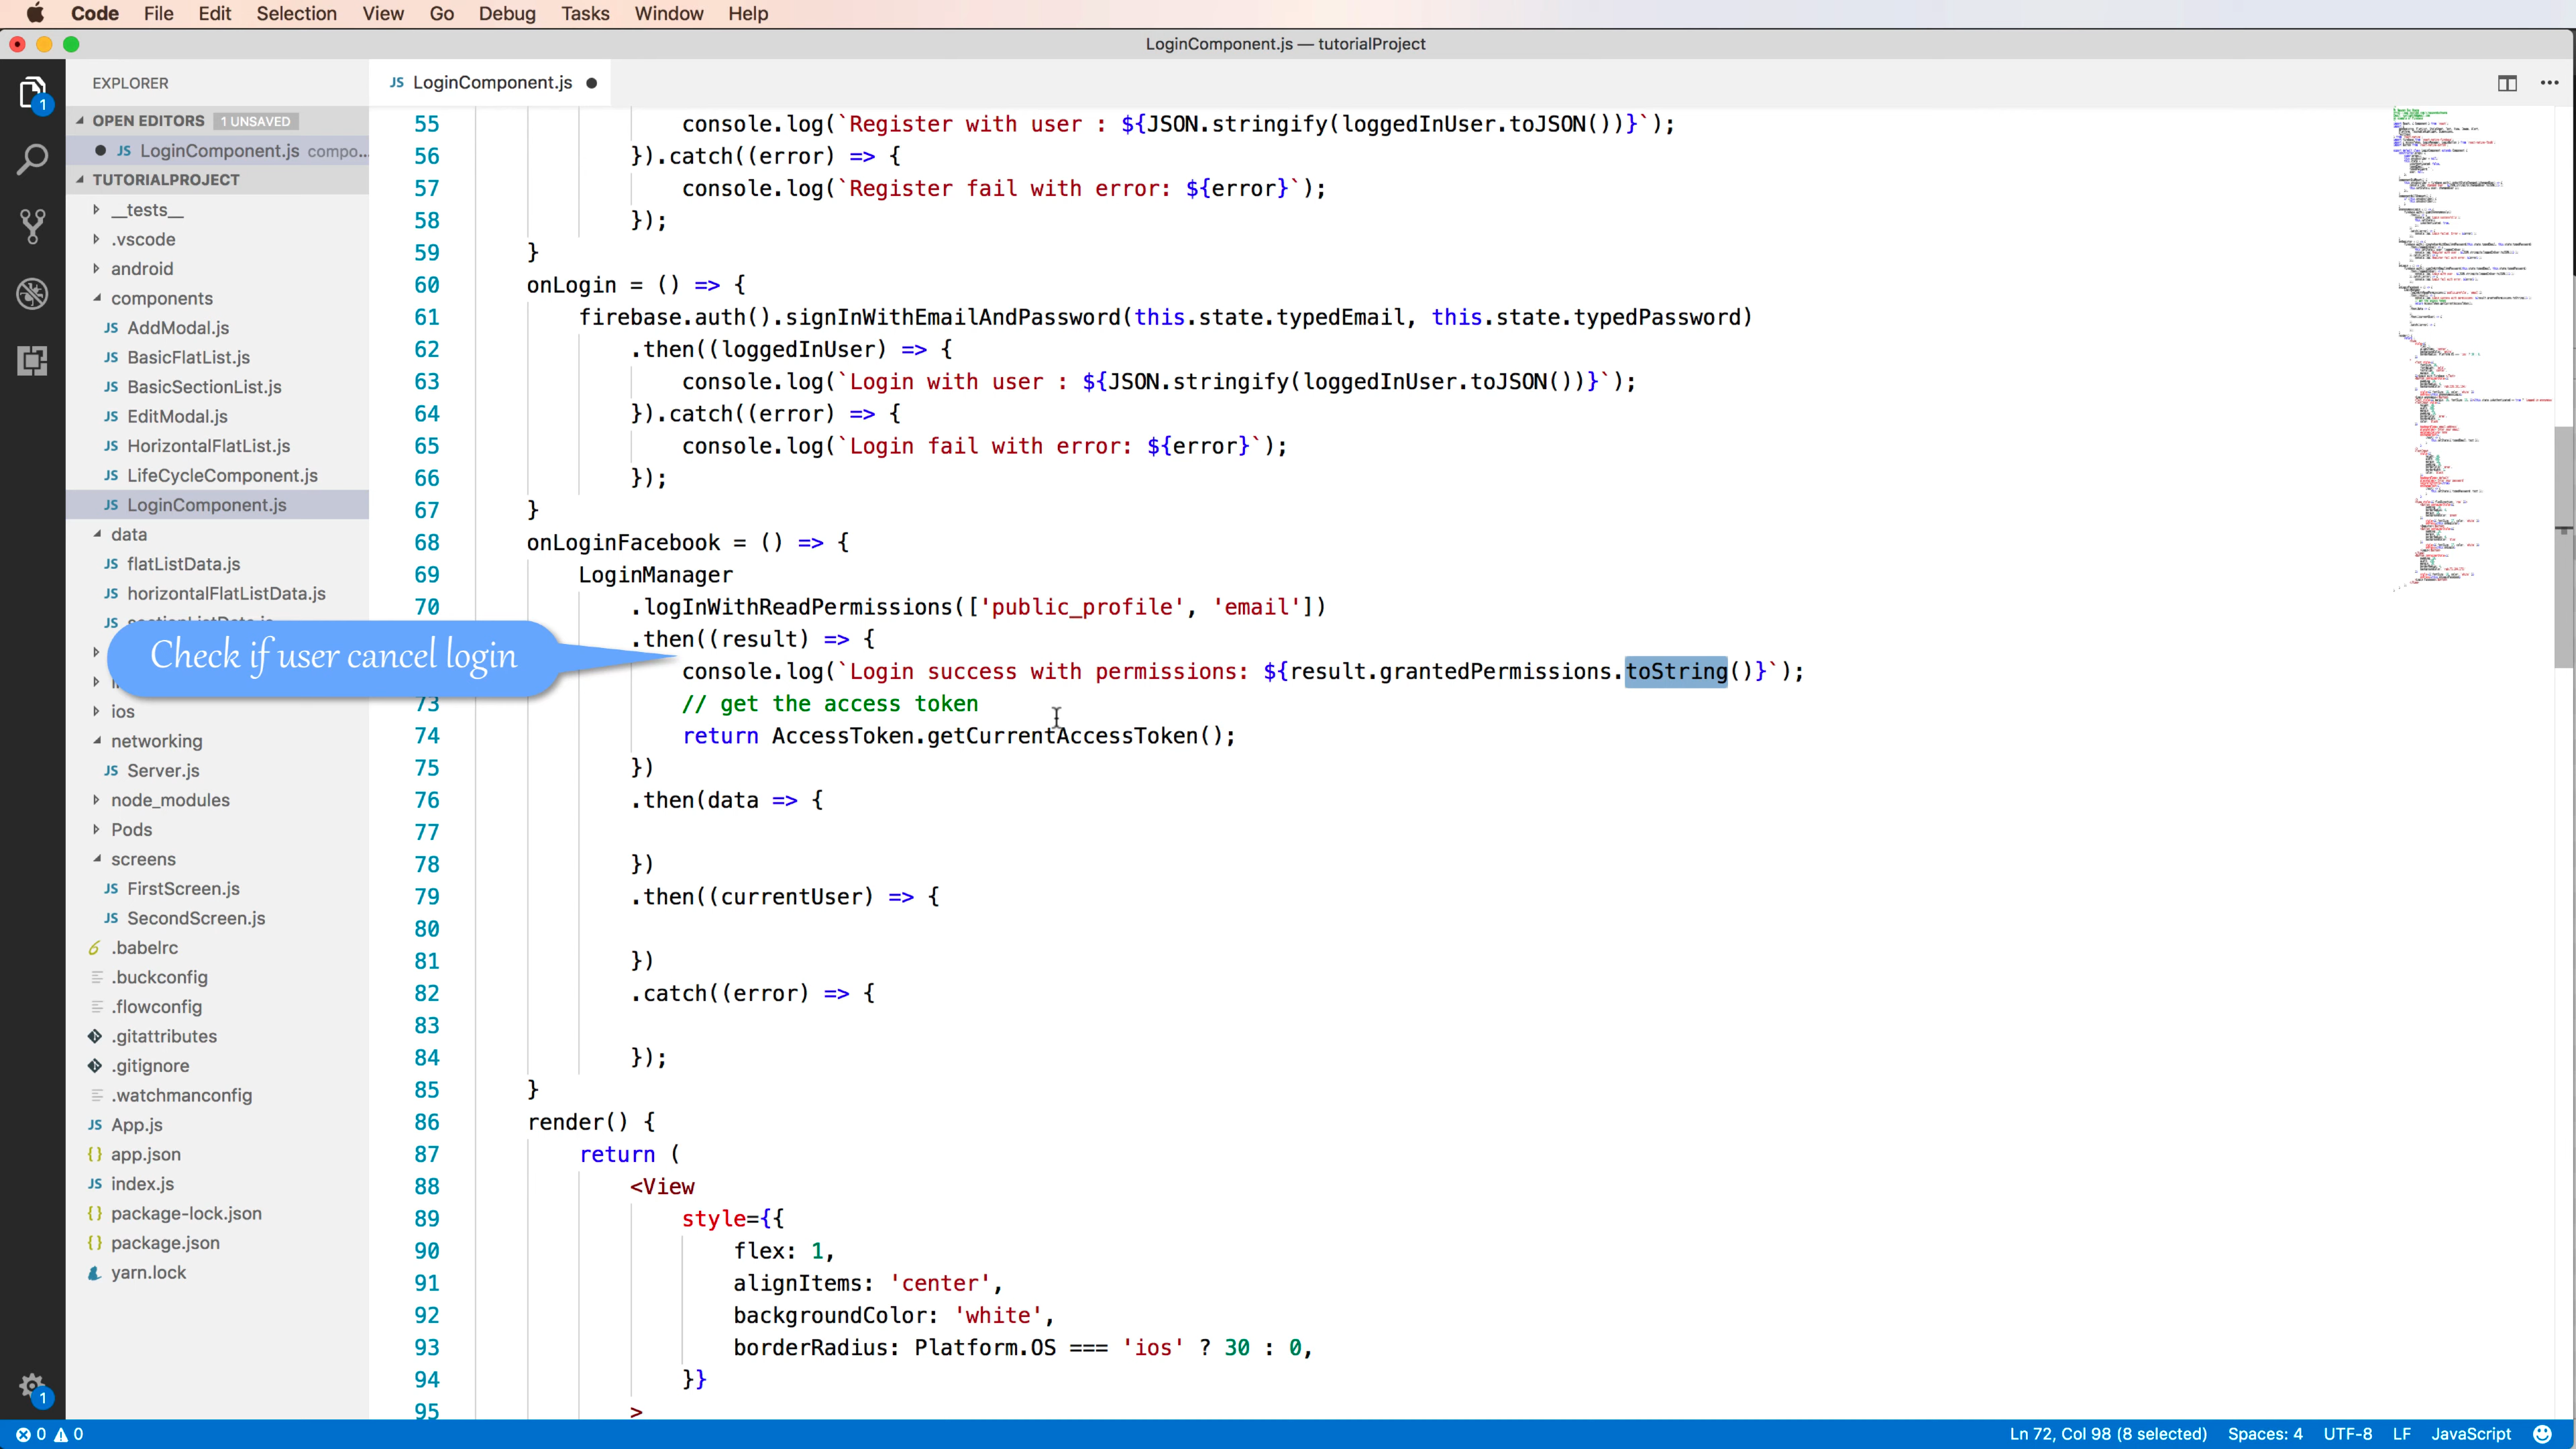 Code File Edit Selection View Go Debug Tasks Window Help
LoginComponent.js — tutorialProject
1
EXPLORER
OPEN EDITORS 1 UNSAVED
JS LoginComponent.js compo...
TUTORIALPROJECT
__tests__
.vscode
android
components
JS AddModal.js
JS BasicFlatList.js
JS BasicSectionList.js
JS EditModal.js
JS HorizontalFlatList.js
JS LifeCycleComponent.js
JS LoginComponent.js
data
JS flatListData.js
JS horizontalFlatListData.js
JS
Check if user cancel login
ios
networking
JS Server.js
node_modules
Pods
screens
JS FirstScreen.js
JS SecondScreen.js
.babelrc
.buckconfig
.flowconfig
.gitattributes
.gitignore
.watchmanconfig
JS App.js
{} app.json
JS index.js
{} package-lock.json
{} package.json
yarn.lock
1
JS LoginComponent.js
55 console.log(`Register with user : ${JSON.stringify(loggedInUser.toJSON())}`);
56 }).catch((error) => {
57 console.log(`Register fail with error: ${error}`);
58 });
59 }
60 onLogin = () => {
61 firebase.auth().signInWithEmailAndPassword(this.state.typedEmail, this.state.typedPassword)
62 .then((loggedInUser) => {
63 console.log(`Login with user : ${JSON.stringify(loggedInUser.toJSON())}`);
64 }).catch((error) => {
65 console.log(`Login fail with error: ${error}`);
66 });
67 }
68 onLoginFacebook = () => {
69 LoginManager
70 .logInWithReadPermissions(['public_profile', 'email'])
.then((result) => {
console.log(`Login success with permissions: ${result.grantedPermissions.toString()}`);
73 // get the access token
74 return AccessToken.getCurrentAccessToken();
75 })
76 .then(data => {
77
78 })
79 .then((currentUser) => {
80
81 })
82 .catch((error) => {
83
84 });
85 }
86 render() {
87 return (
88 <View
89 style={{
90 flex: 1,
91 alignItems: 'center',
92 backgroundColor: 'white',
93 borderRadius: Platform.OS === 'ios' ? 30 : 0,
94 }}
95 >
0 0 Ln 72, Col 98 (8 selected) Spaces: 4 UTF-8 LF JavaScript